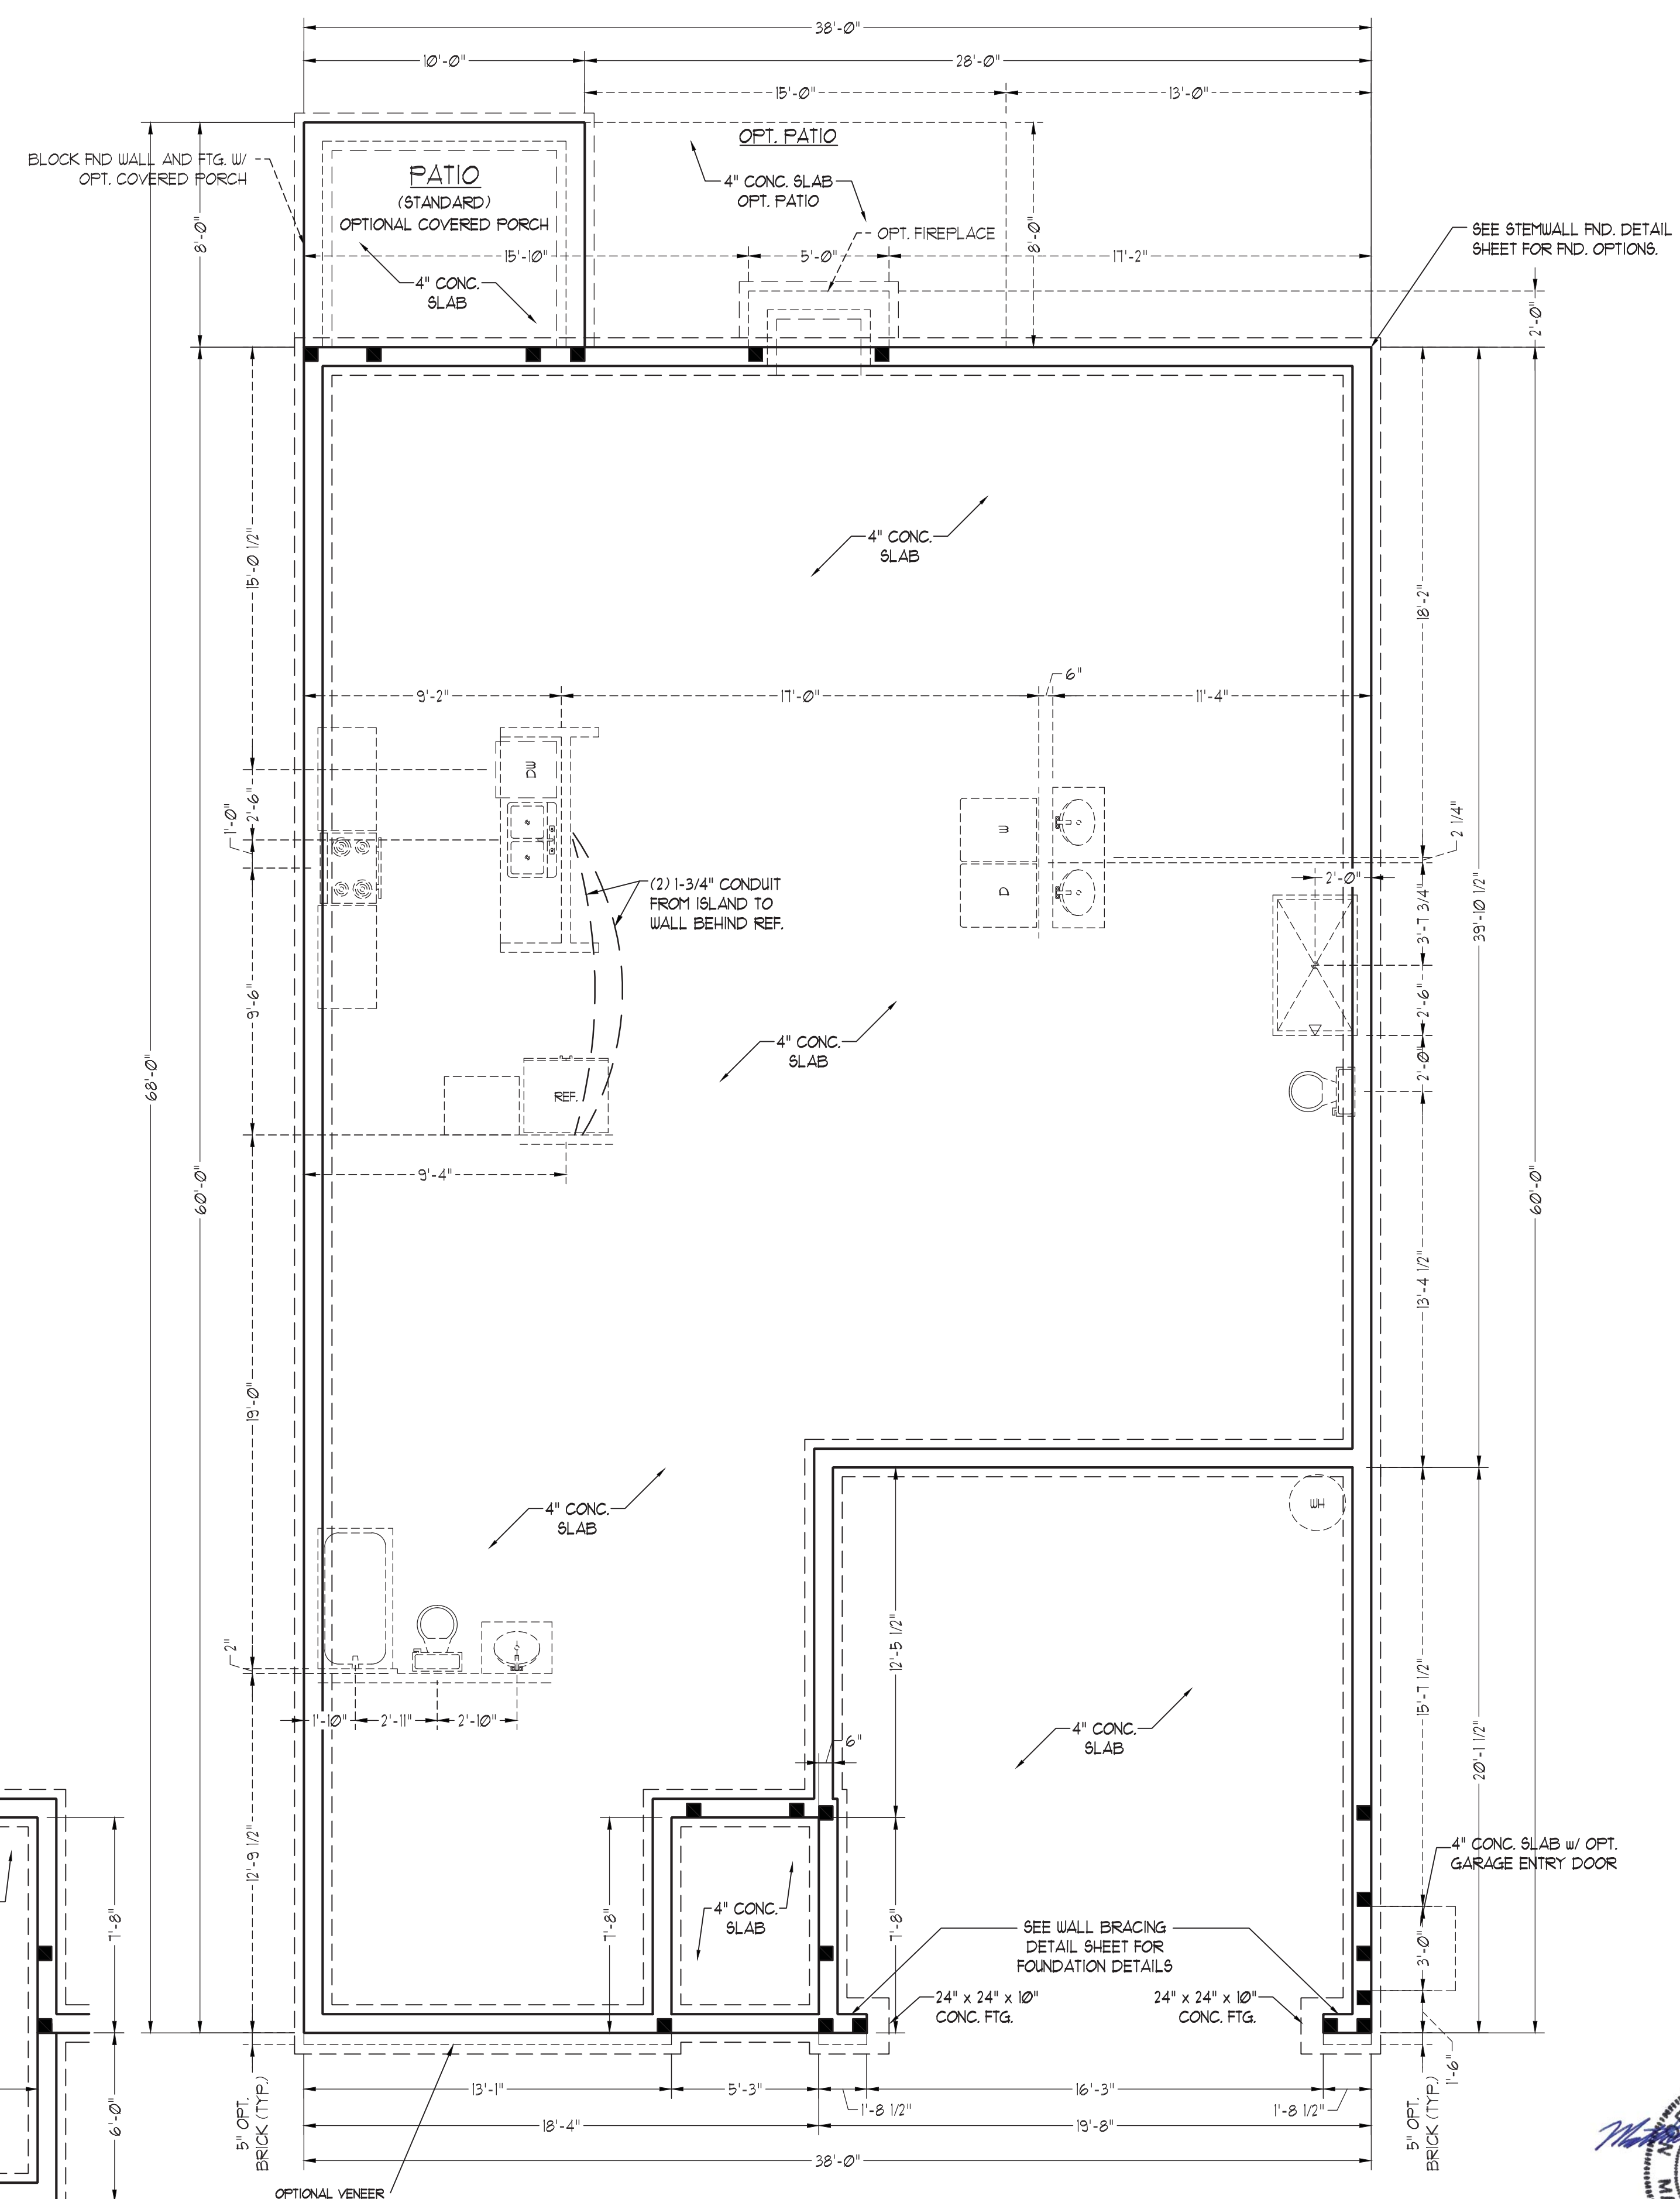 38'-0"
10'-0"
28'-0"
15'-0"
13'-0"
OPT. PATIO
BLOCK FND WALL AND FTG. W/
OPT. COVERED PORCH
PATIO
(STANDARD)
OPTIONAL COVERED PORCH
4" CONC. SLAB
OPT. PATIO
8'-0"
8'-0"
OPT. FIREPLACE
SEE STEMWALL FND. DETAIL
SHEET FOR FND. OPTIONS.
15'-10"
5'-0"
17'-2"
4" CONC.
SLAB
2'-0"
15'-0 1/2"
4" CONC.
SLAB
18'-2"
9'-2"
17'-0"
6"
11'-4"
DW
2'-6"
1'-0"
W
D
2 1/4"
2'-0"
(2) 1-3/4" CONDUIT
FROM ISLAND TO
WALL BEHIND REF.
3'-7 3/4"
39'-10 1/2"
9'-6"
2'-6"
4" CONC.
SLAB
2'-0"
68'-0"
REF.
9'-4"
60'-0"
60'-0"
13'-4 1/2"
19'-0"
4" CONC.
SLAB
WH
2"
12'-5 1/2"
1'-10"
2'-11"
2'-10"
4" CONC.
SLAB
6"
15'-7 1/2"
20'-1 1/2"
12'-9 1/2"
4" CONC. SLAB W/ OPT.
GARAGE ENTRY DOOR
7'-8"
7'-8"
4" CONC.
SLAB
7'-8"
SEE WALL BRACING
DETAIL SHEET FOR
FOUNDATION DETAILS
3'-0"
24" x 24" x 10"
CONC. FTG.
24" x 24" x 10"
CONC. FTG.
1'-6"
13'-1"
5'-3"
1'-8 1/2"
16'-3"
1'-8 1/2"
6'-0"
5" OPT.
BRICK (TYP.)
18'-4"
19'-8"
5" OPT.
BRICK (TYP.)
38'-0"
OPTIONAL VENEER